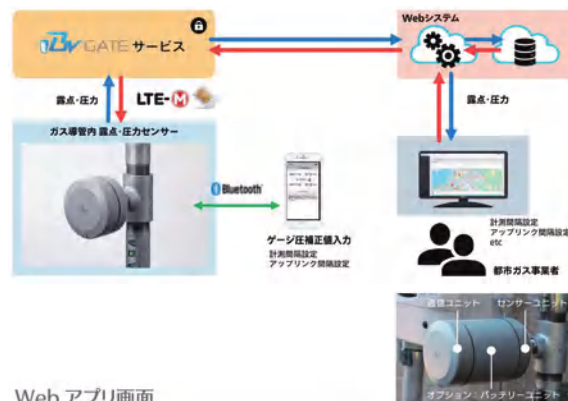 GATE サービス
Webシステム
露点・圧力
LTE-M
露点・圧力
ガス導管内 露点・圧力センサー
Bluetooth
ゲージ圧補正値入力
計測間隔設定
アップリンク間隔設定
計測間隔設定
アップリンク間隔設定
etc
都市ガス事業者
通信ユニット
センサーユニット
オプション：バッテリーユニット
Web アプリ画面